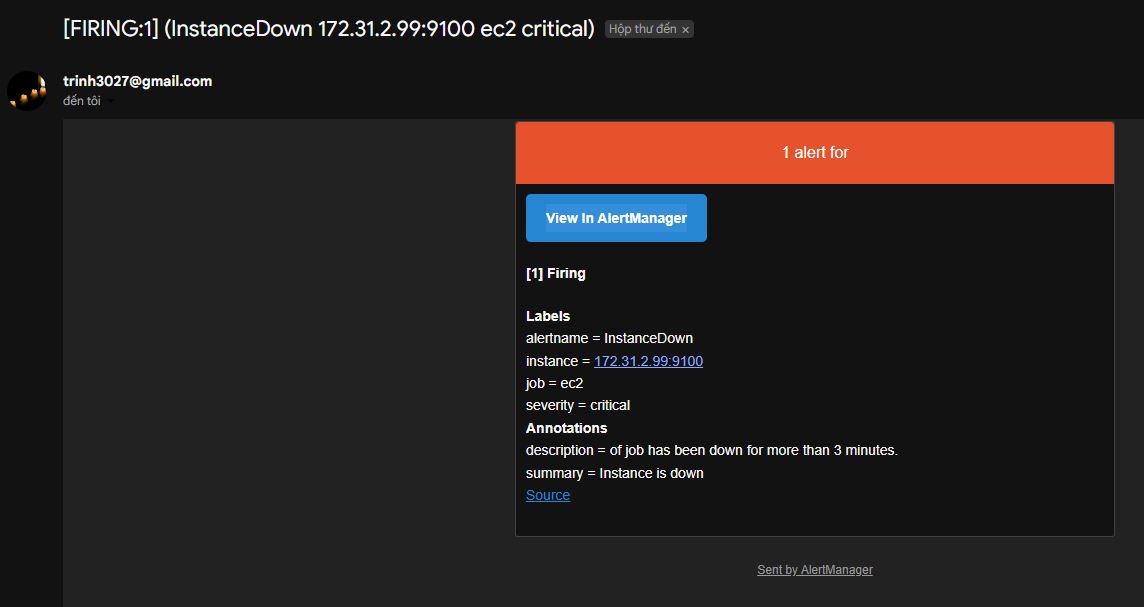 [FIRING:1] (InstanceDown 172.31.2.99:9100 ec2 critical) Hộp thư đến ×
trinh3027@gmail.com
đến tôi
1 alert for
View In AlertManager
[1] Firing
Labels
alertname = InstanceDown
instance = 172.31.2.99:9100
job = ec2
severity = critical
Annotations
description = of job has been down for more than 3 minutes.
summary = Instance is down
Source
Sent by AlertManager